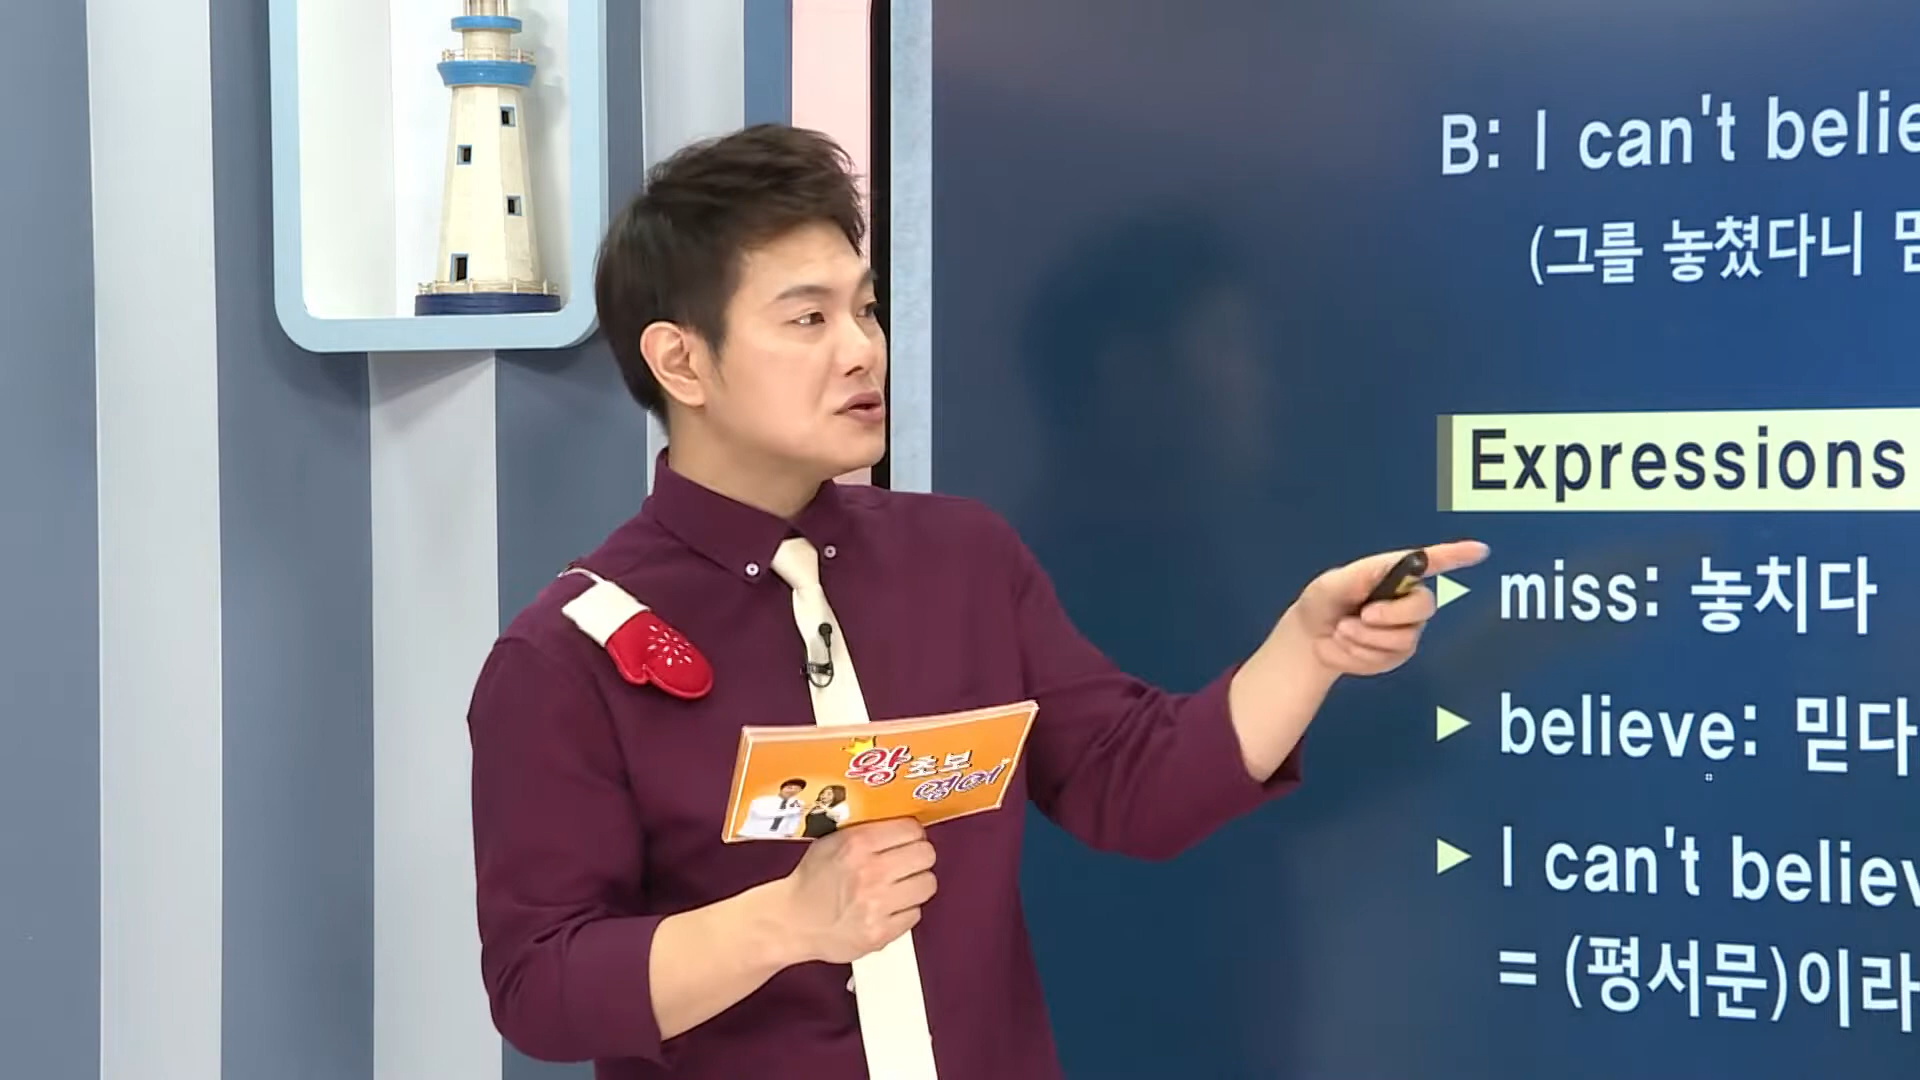 B: I can't belie
(그를 놓쳤다니 믿
Expressions
miss: 놓치다
believe: 믿다
I can't believ
= (평서문)이라
왕초보
영어